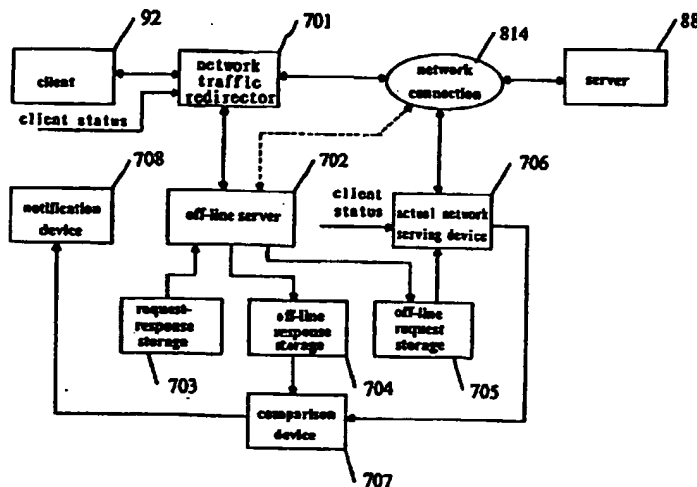 92
701
814
88
client
network
traffic
redirector
network
connection
server
client status
708
702
706
notification
device
off-line server
client
status
actual network
serving device
request-
response
storage
off-line
response
storage
off-line
request
storage
703
704
705
comparison
device
707